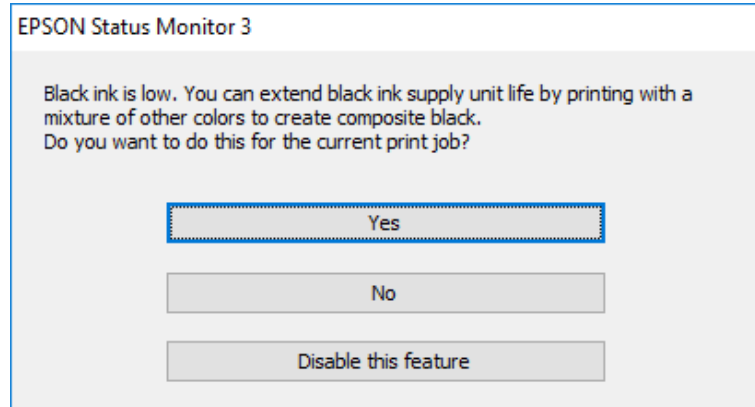 EPSON Status Monitor 3
Black ink is low. You can extend black ink supply unit life by printing with a
mixture of other colors to create composite black.
Do you want to do this for the current print job?
Yes
No
Disable this feature